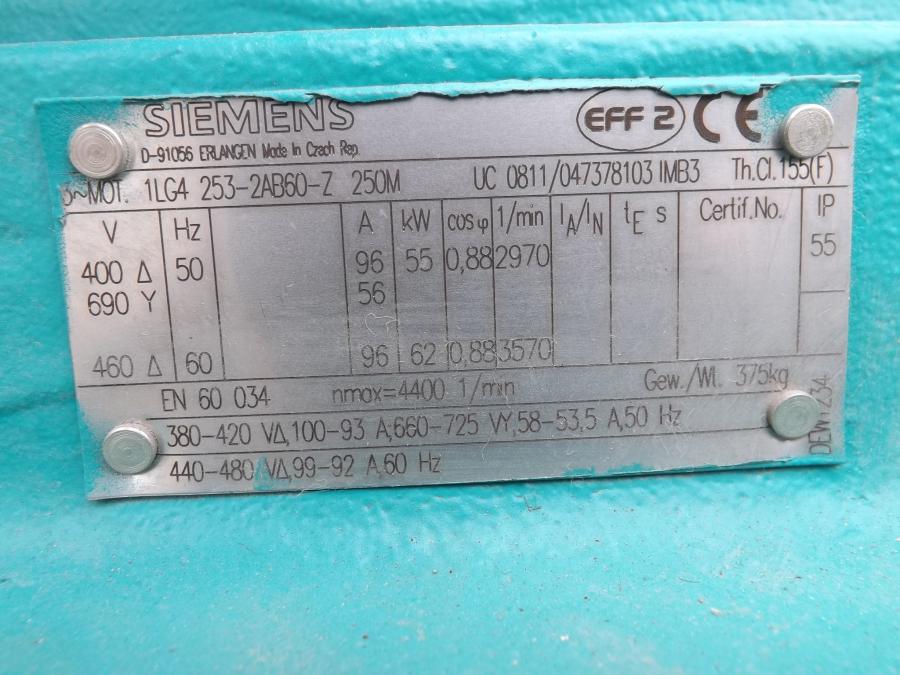 SIEMENS EFF 2 CE
D-91056 ERLANGEN Made in Czech Rep.
3~MOT. 1LG4 253-2AB60-Z 250M UC 0811/047378103 IMB3 Th.Cl.155(F)
V Hz A kW cosφ 1/min IA/IN tE s Certif.No. IP
400 Δ 50 96 55 0,88 2970 55
690 Y 56
460 Δ 60 96 62 0,88 3570
EN 60 034 nmax=4400 1/min Gew./Wt. 375kg
380-420 VΔ,100-93 A,660-725 VY,58-53,5 A,50 Hz
440-480 VΔ,99-92 A,60 Hz